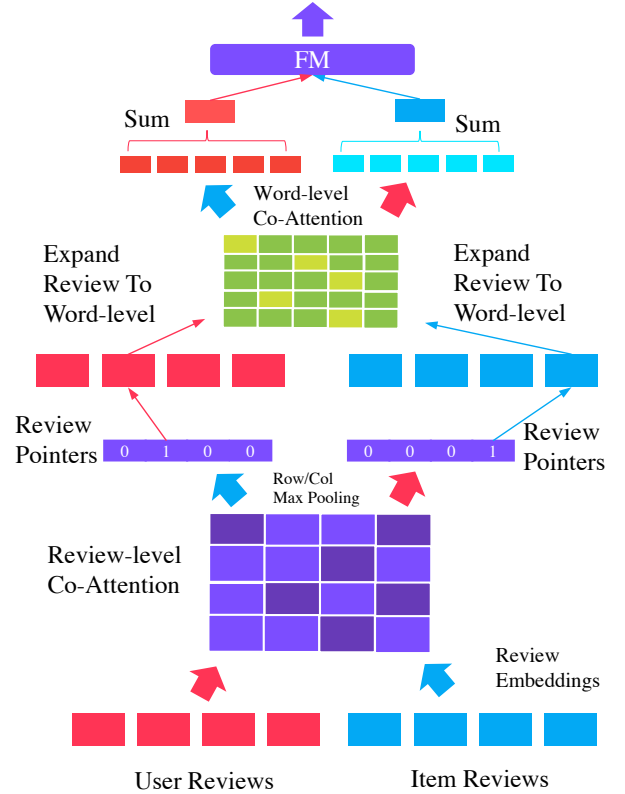 FM
Sum
Sum
Word-level
Co-Attention
Expand
Review To
Word-level
Expand
Review To
Word-level
Review
Pointers
0 1 0 0
0 0 0 1
Review
Pointers
Row/Col
Max Pooling
Review-level
Co-Attention
Review
Embeddings
User Reviews
Item Reviews